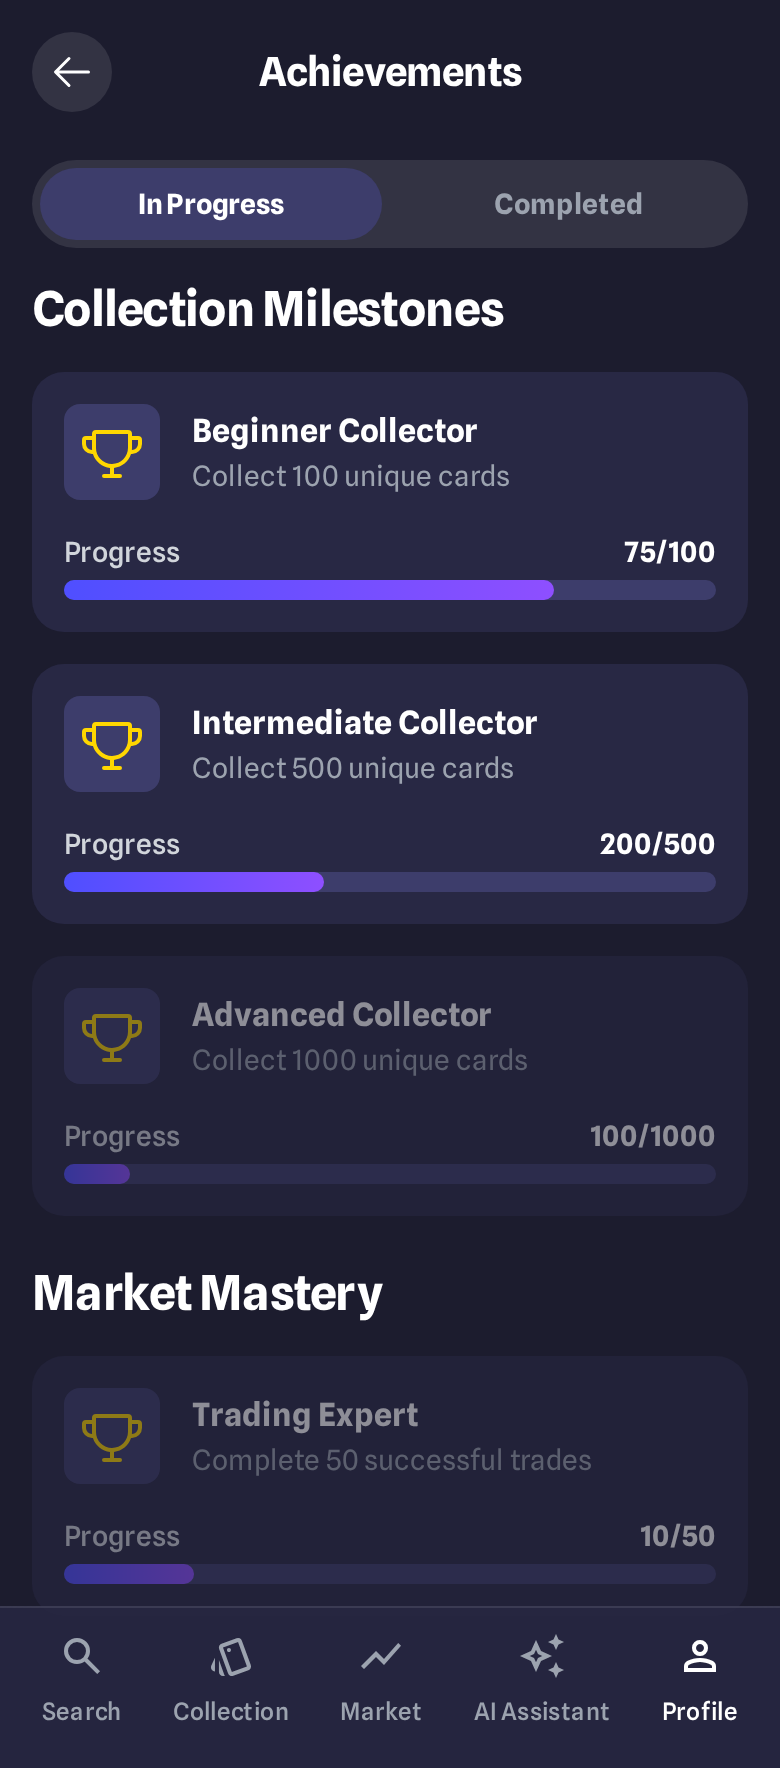 Achievements
In Progress
Completed
Collection Milestones
Beginner Collector
Collect 100 unique cards
Progress
75/100
Intermediate Collector
Collect 500 unique cards
Progress
200/500
Advanced Collector
Collect 1000 unique cards
Progress
100/1000
Market Mastery
Trading Expert
Complete 50 successful trades
Progress
10/50
Search
Collection
Market
AI Assistant
Profile